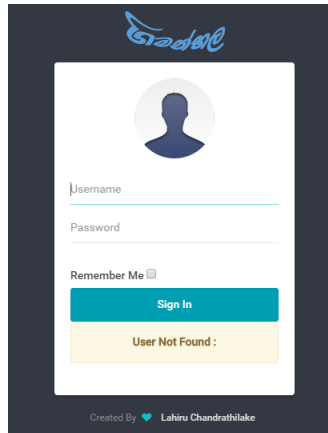 Username
Password
Remember Me
Sign In
User Not Found :
Created By Lahiru Chandrathilake